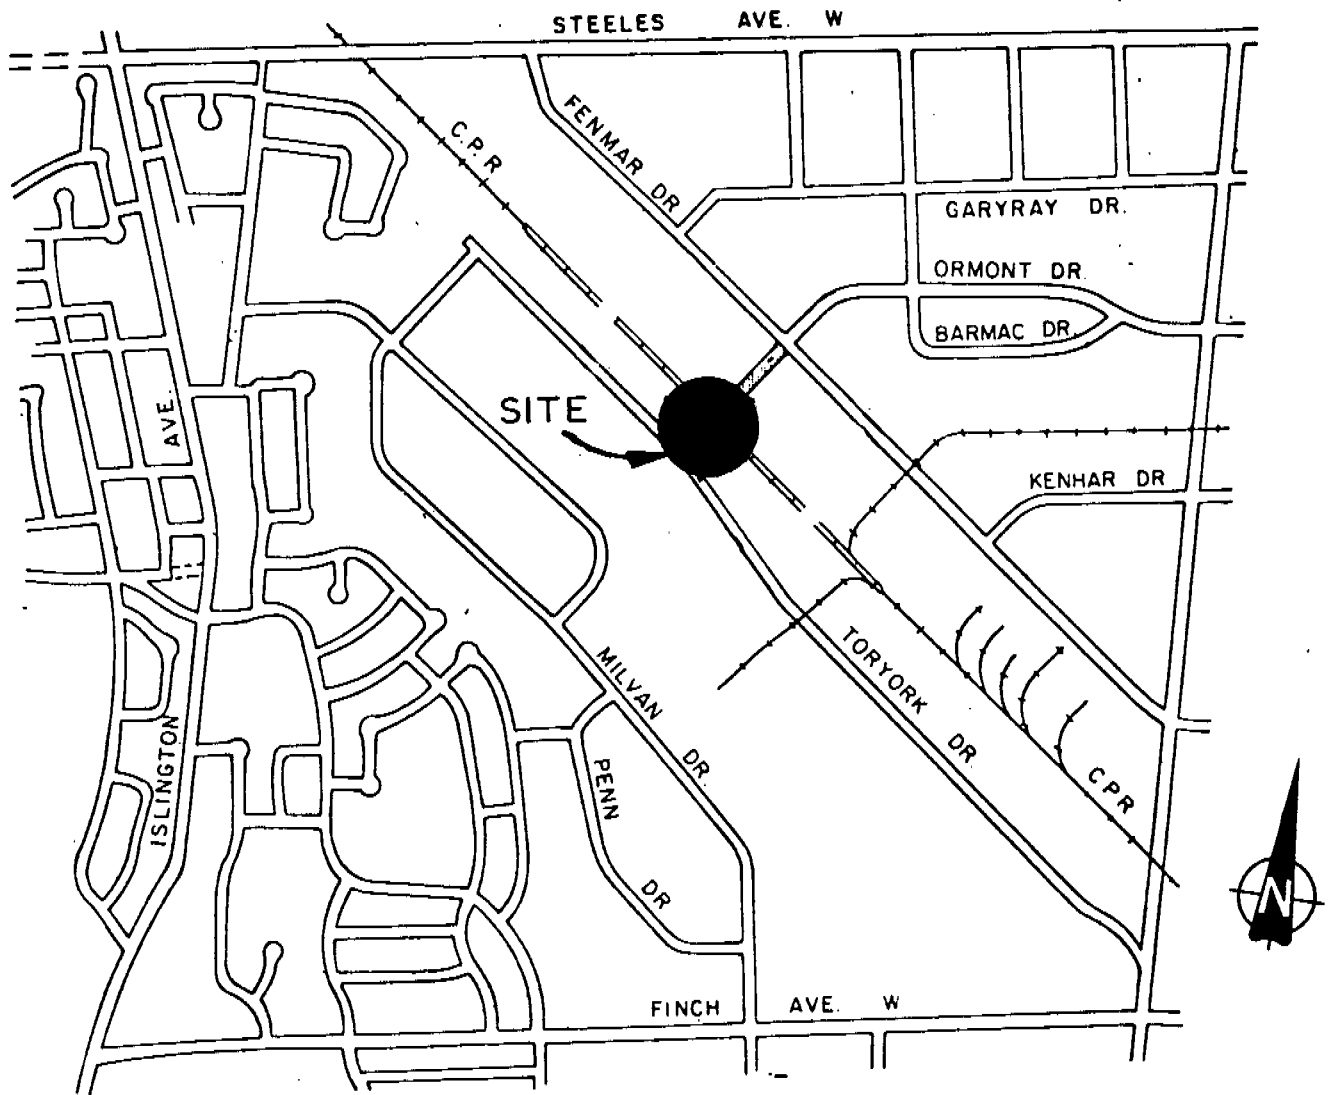 STEELES AVE. W
FENMAR DR
C.P.R
GARYRAY DR.
ORMONT DR.
BARMAC DR.
SITE
AVE.
KENHAR DR
TORYORK DR.
MILVAN DR.
ISLINGTON
PENN DR
CPR
N
FINCH AVE. W